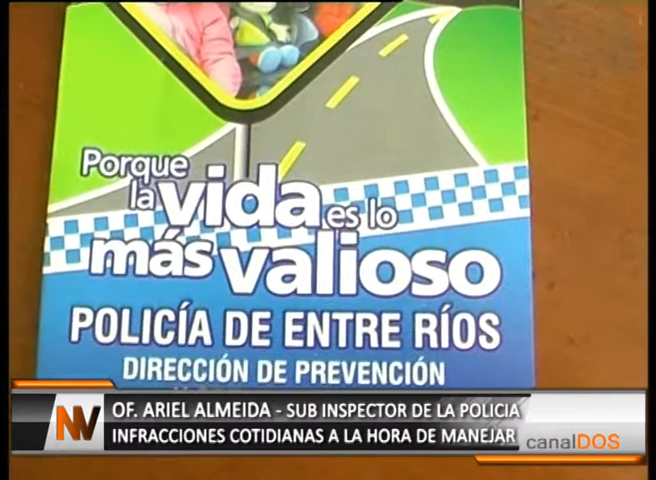 Porque
la vida es lo
más valioso
POLICÍA DE ENTRE RÍOS
DIRECCIÓN DE PREVENCIÓN
NV
OF. ARIEL ALMEIDA - SUB INSPECTOR DE LA POLICIA
INFRACCIONES COTIDIANAS A LA HORA DE MANEJAR
canalDOS